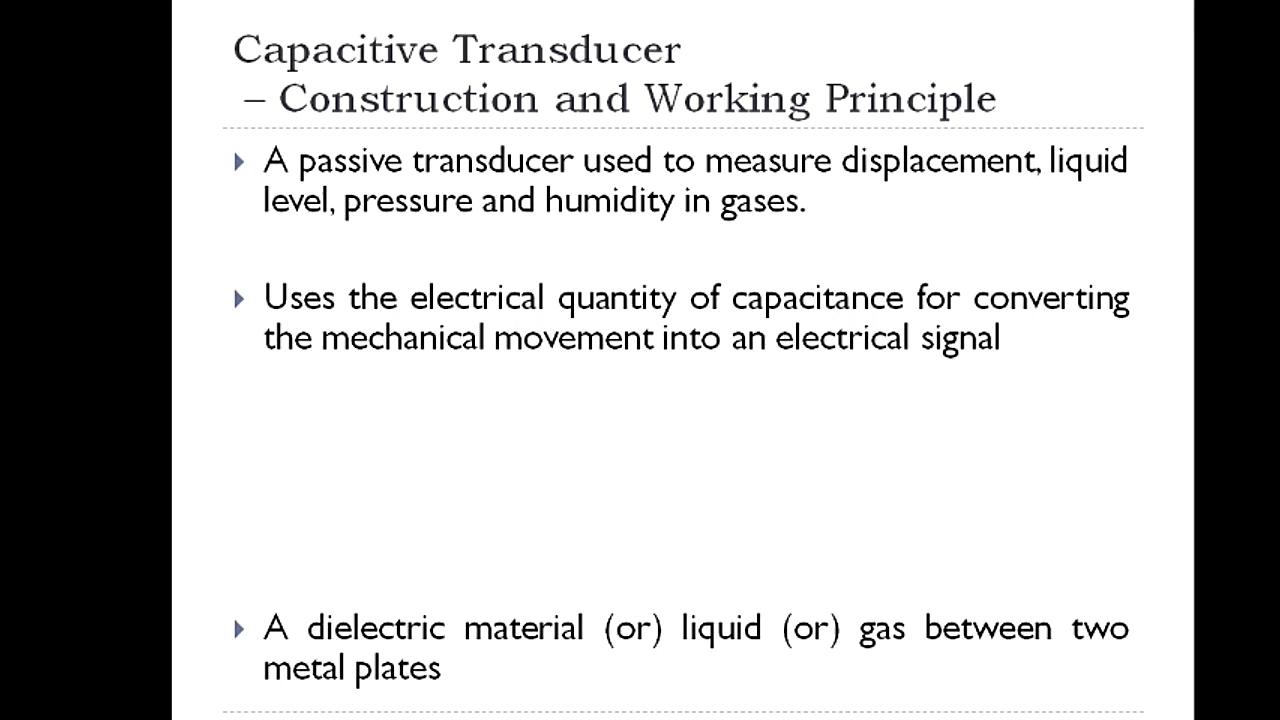 Capacitive Transducer
– Construction and Working Principle
A passive transducer used to measure displacement, liquid
level, pressure and humidity in gases.
Uses the electrical quantity of capacitance for converting
the mechanical movement into an electrical signal
A dielectric material (or) liquid (or) gas between two
metal plates